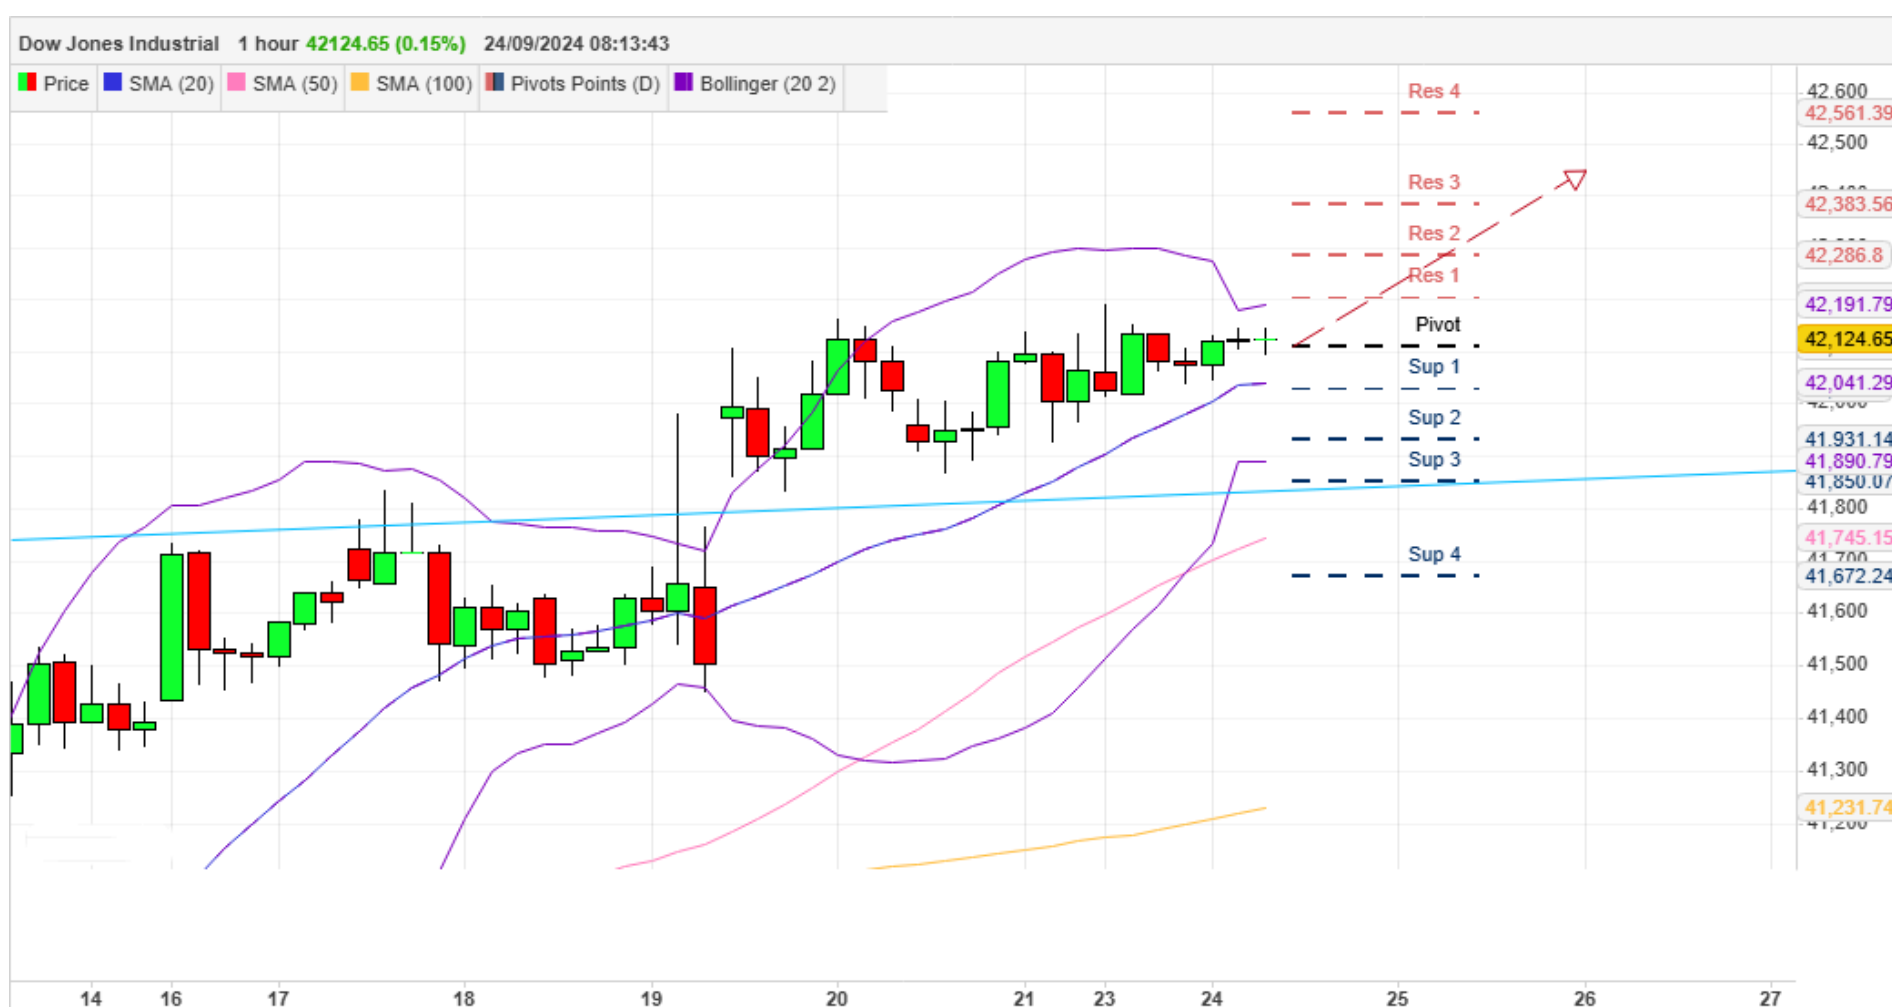 Dow Jones Industrial 1 hour 42124.65 (0.15%) 24/09/2024 08:13:43
Price SMA (20) SMA (50) SMA (100) Pivots Points (D) Bollinger (20 2)
Res 4
42,600
42,561.39
42,500
Res 3
42,383.56
Res 2
42,286.8
Res 1
42,191.79
Pivot
42,124.65
Sup 1
42,041.29
Sup 2
41,931.14
Sup 3
41,890.79
41,850.07
41,800
41,745.15
Sup 4
41,700
41,672.24
41,600
41,500
41,400
41,300
41,231.74
41,200
14 16 17 18 19 20 21 23 24 25 26 27